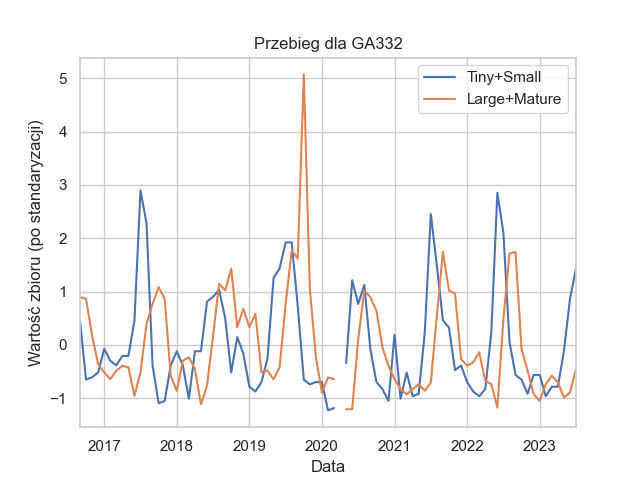 Przebieg dla GA332
Tiny+Small
Large+Mature
Wartość zbioru (po standaryzacji)
5
4
3
2
1
0
−1
2017 2018 2019 2020 2021 2022 2023
Data